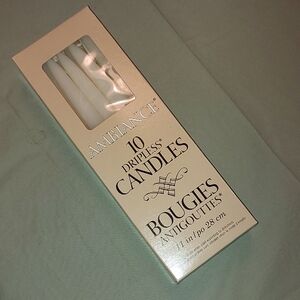 AMBIANCE®
10
DRIPLESS*
CANDLES
BOUGIES
ANTIGOUTTES*
11 in/po 28 cm